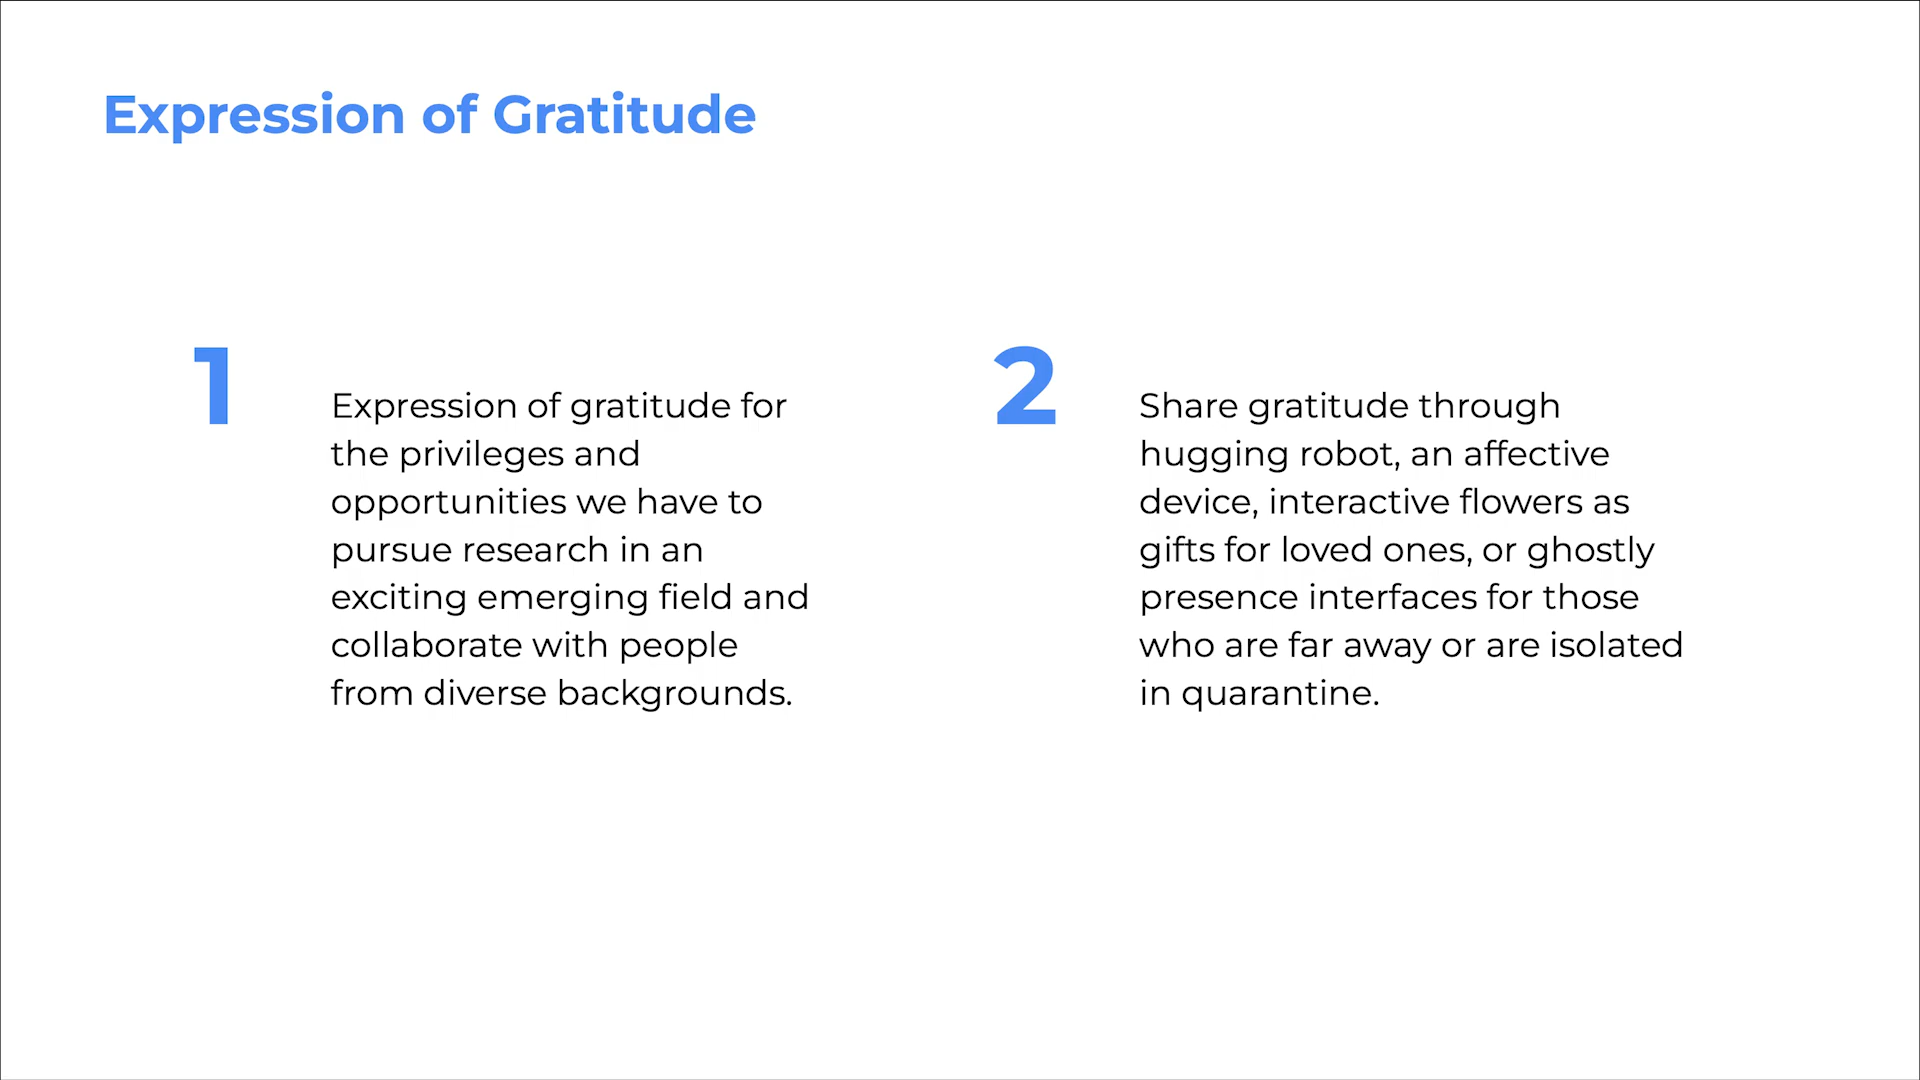 Expression of Gratitude
1
Expression of gratitude for
the privileges and
opportunities we have to
pursue research in an
exciting emerging field and
collaborate with people
from diverse backgrounds.
2
Share gratitude through
hugging robot, an affective
device, interactive flowers as
gifts for loved ones, or ghostly
presence interfaces for those
who are far away or are isolated
in quarantine.